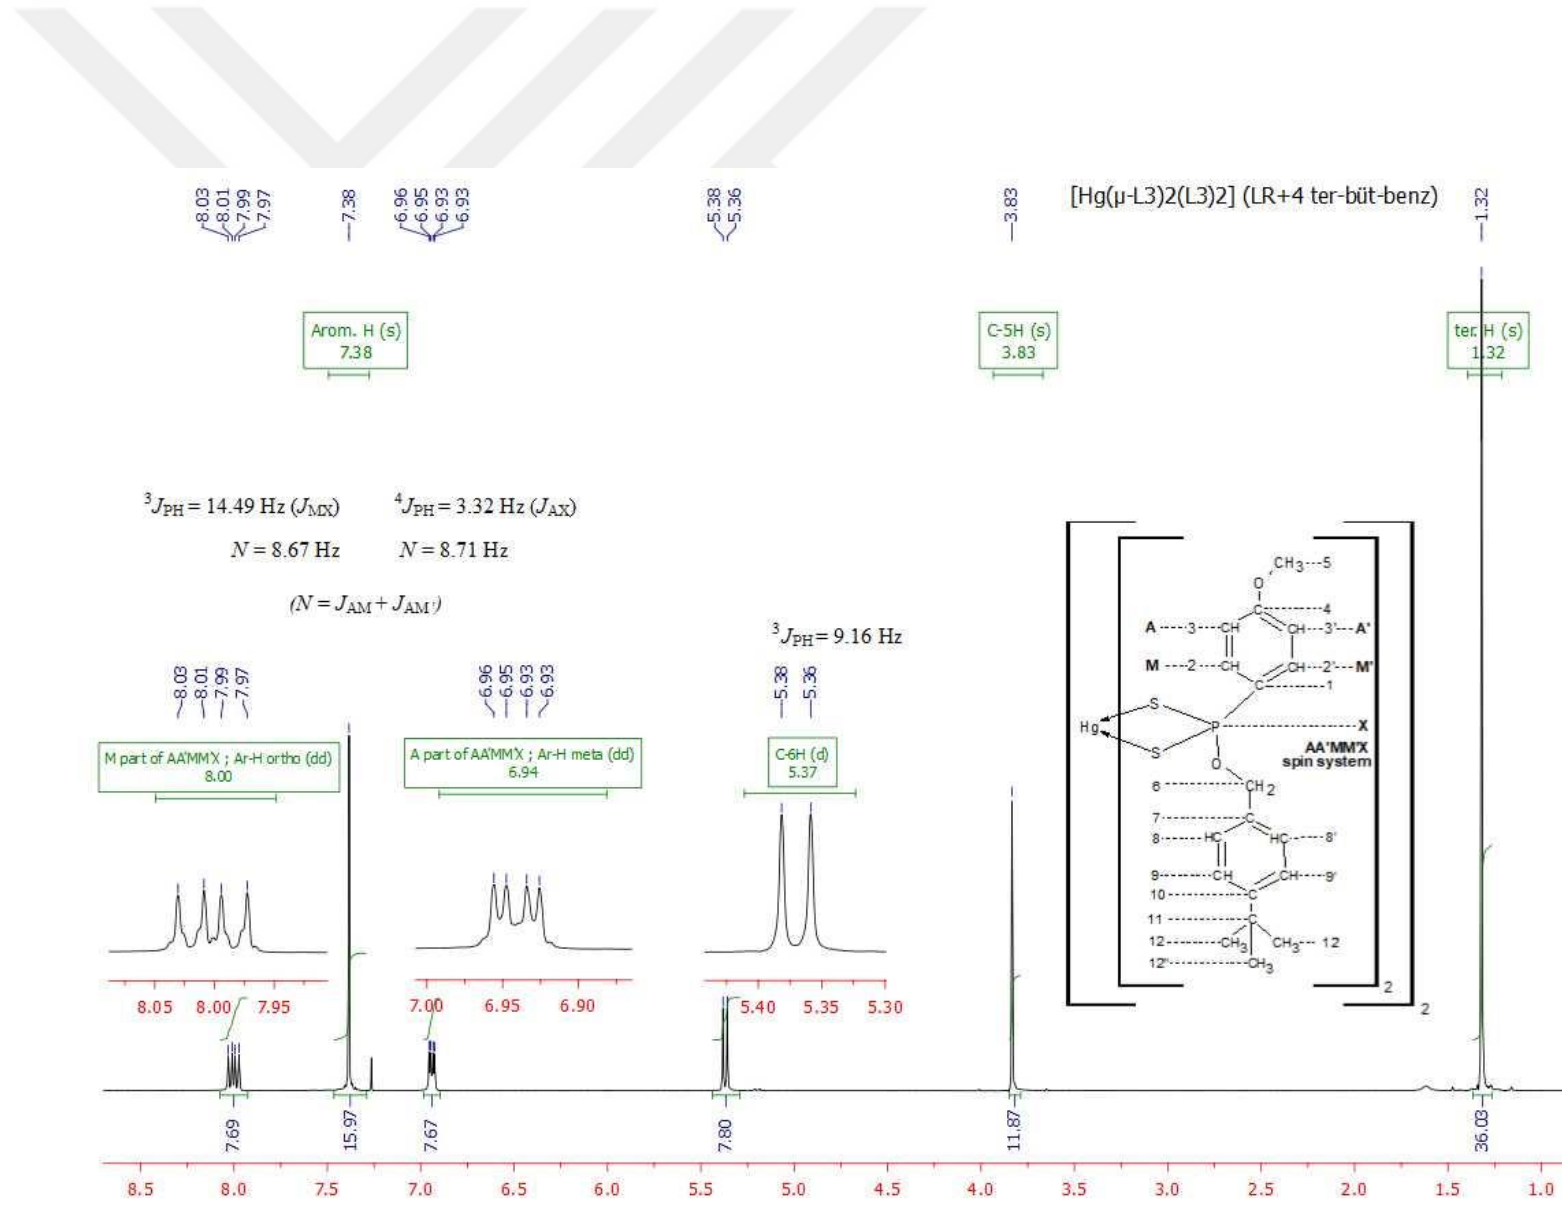 8.03
8.01
7.99
7.97
7.38
6.96
6.95
6.93
6.93
5.38
5.36
3.83
[Hg(μ-L3)2(L3)2] (LR+4 ter-büt-benz)
1.32
Arom. H (s)
7.38
C-5H (s)
3.83
ter. H (s)
1.32
³J_PH = 14.49 Hz (J_MX)
⁴J_PH = 3.32 Hz (J_AX)
N = 8.67 Hz
N = 8.71 Hz
(N = J_AM + J_AM')
³J_PH = 9.16 Hz
8.03
8.01
7.99
7.97
6.96
6.95
6.93
6.93
5.38
5.36
M part of AA'MM'X ; Ar-H ortho (dd)
8.00
A part of AA'MM'X ; Ar-H meta (dd)
6.94
C-6H (d)
5.37
8.05 8.00 7.95
7.00 6.95 6.90
5.40 5.35 5.30
CH3---5
O
C 4
A 3 CH CH 3' A'
M 2 CH CH 2' M'
C 1
S
Hg P X
S
AA'MM'X
spin system
O
6 CH2
7 C
8 HC HC 8'
9 CH CH 9'
10 C
11 C
12 CH3 CH3 12
12" CH3
2
2
7.69
15.97
7.67
7.80
11.87
36.03
8.5 8.0 7.5 7.0 6.5 6.0 5.5 5.0 4.5 4.0 3.5 3.0 2.5 2.0 1.5 1.0